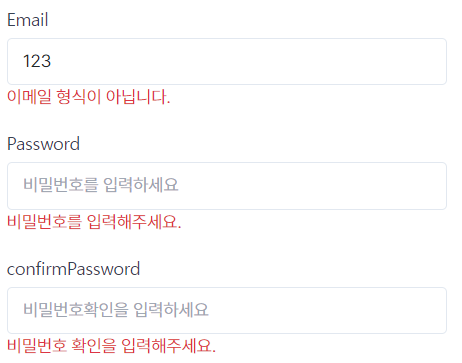 Email
123
이메일 형식이 아닙니다.
Password
비밀번호를 입력하세요
비밀번호를 입력해주세요.
confirmPassword
비밀번호확인을 입력하세요
비밀번호 확인을 입력해주세요.